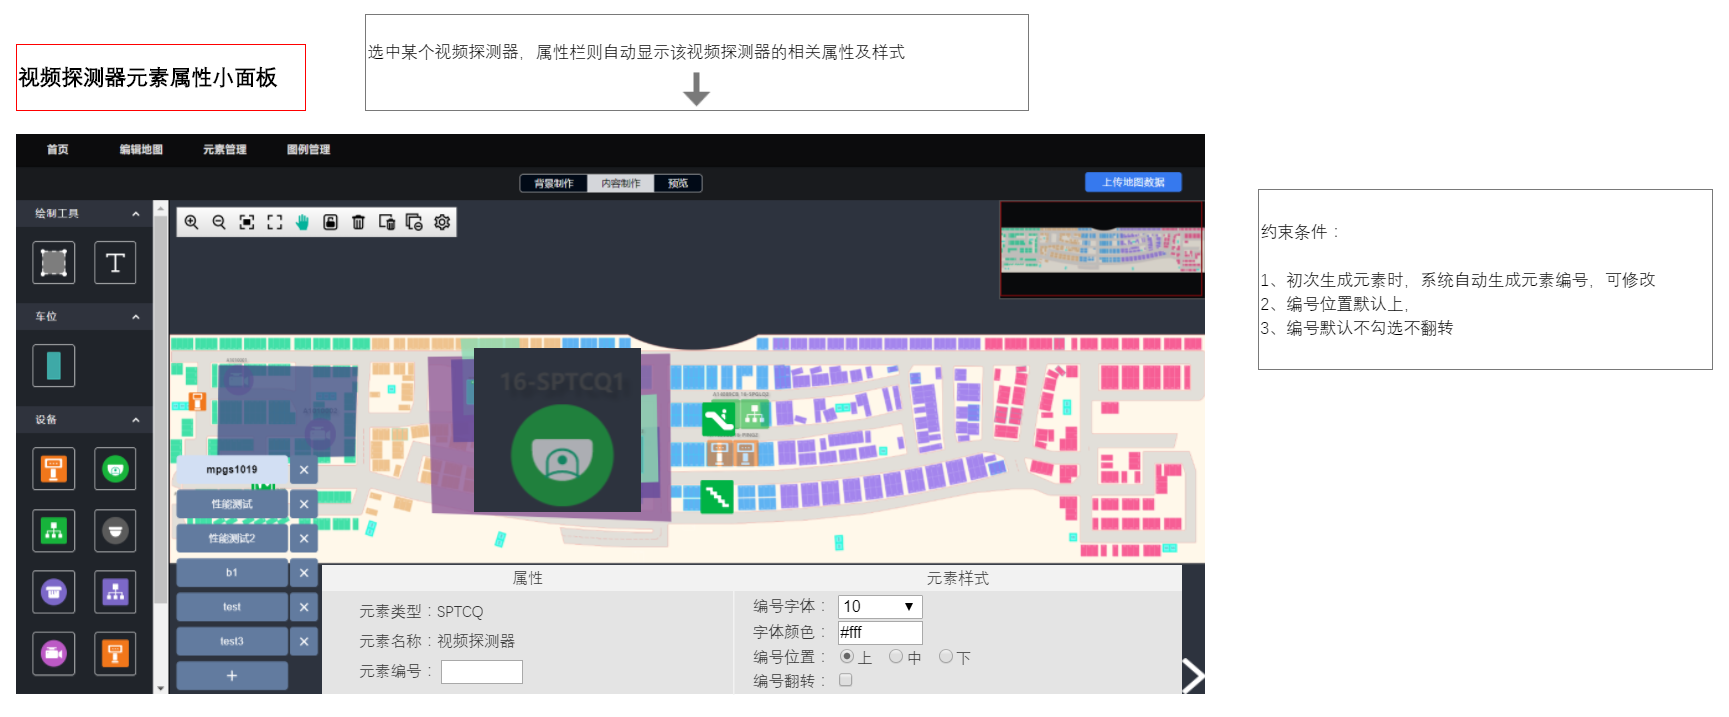 选中某个视频探测器，属性栏则自动显示该视频探测器的相关属性及样式
视频探测器元素属性小面板
首页 编辑地图 元素管理 图例管理
背景制作 内容制作 预览 上传地图数据
绘制工具
T
车位
设备
16-SPTCQ1
mpgs1019 ×
性能测试 ×
性能测试2 ×
b1 ×
test ×
test3 ×
+
属性
元素类型：SPTCQ
元素名称：视频探测器
元素编号：
元素样式
编号字体： 10
字体颜色： #fff
编号位置： 上 中 下
编号翻转：
约束条件：
1、初次生成元素时，系统自动生成元素编号，可修改
2、编号位置默认上，
3、编号默认不勾选不翻转